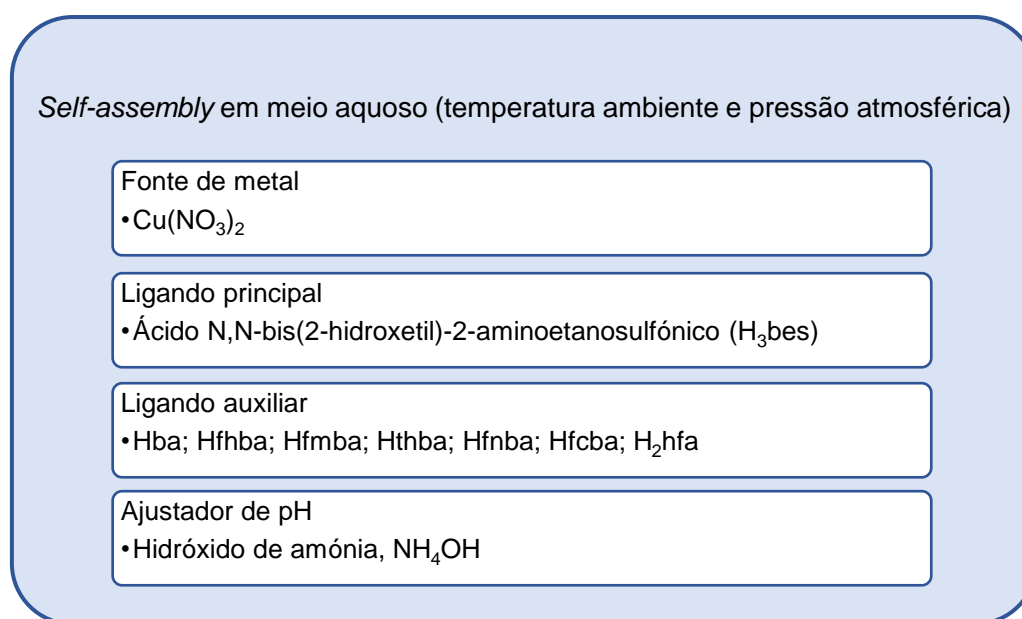 Self-assembly em meio aquoso (temperatura ambiente e pressão atmosférica)
Fonte de metal
•Cu(NO₃)₂
Ligando principal
•Ácido N,N-bis(2-hidroxetil)-2-aminoetanosulfónico (H₃bes)
Ligando auxiliar
•Hba; Hfhba; Hfmba; Hthba; Hfnba; Hfcba; H₂hfa
Ajustador de pH
•Hidróxido de amónia, NH₄OH